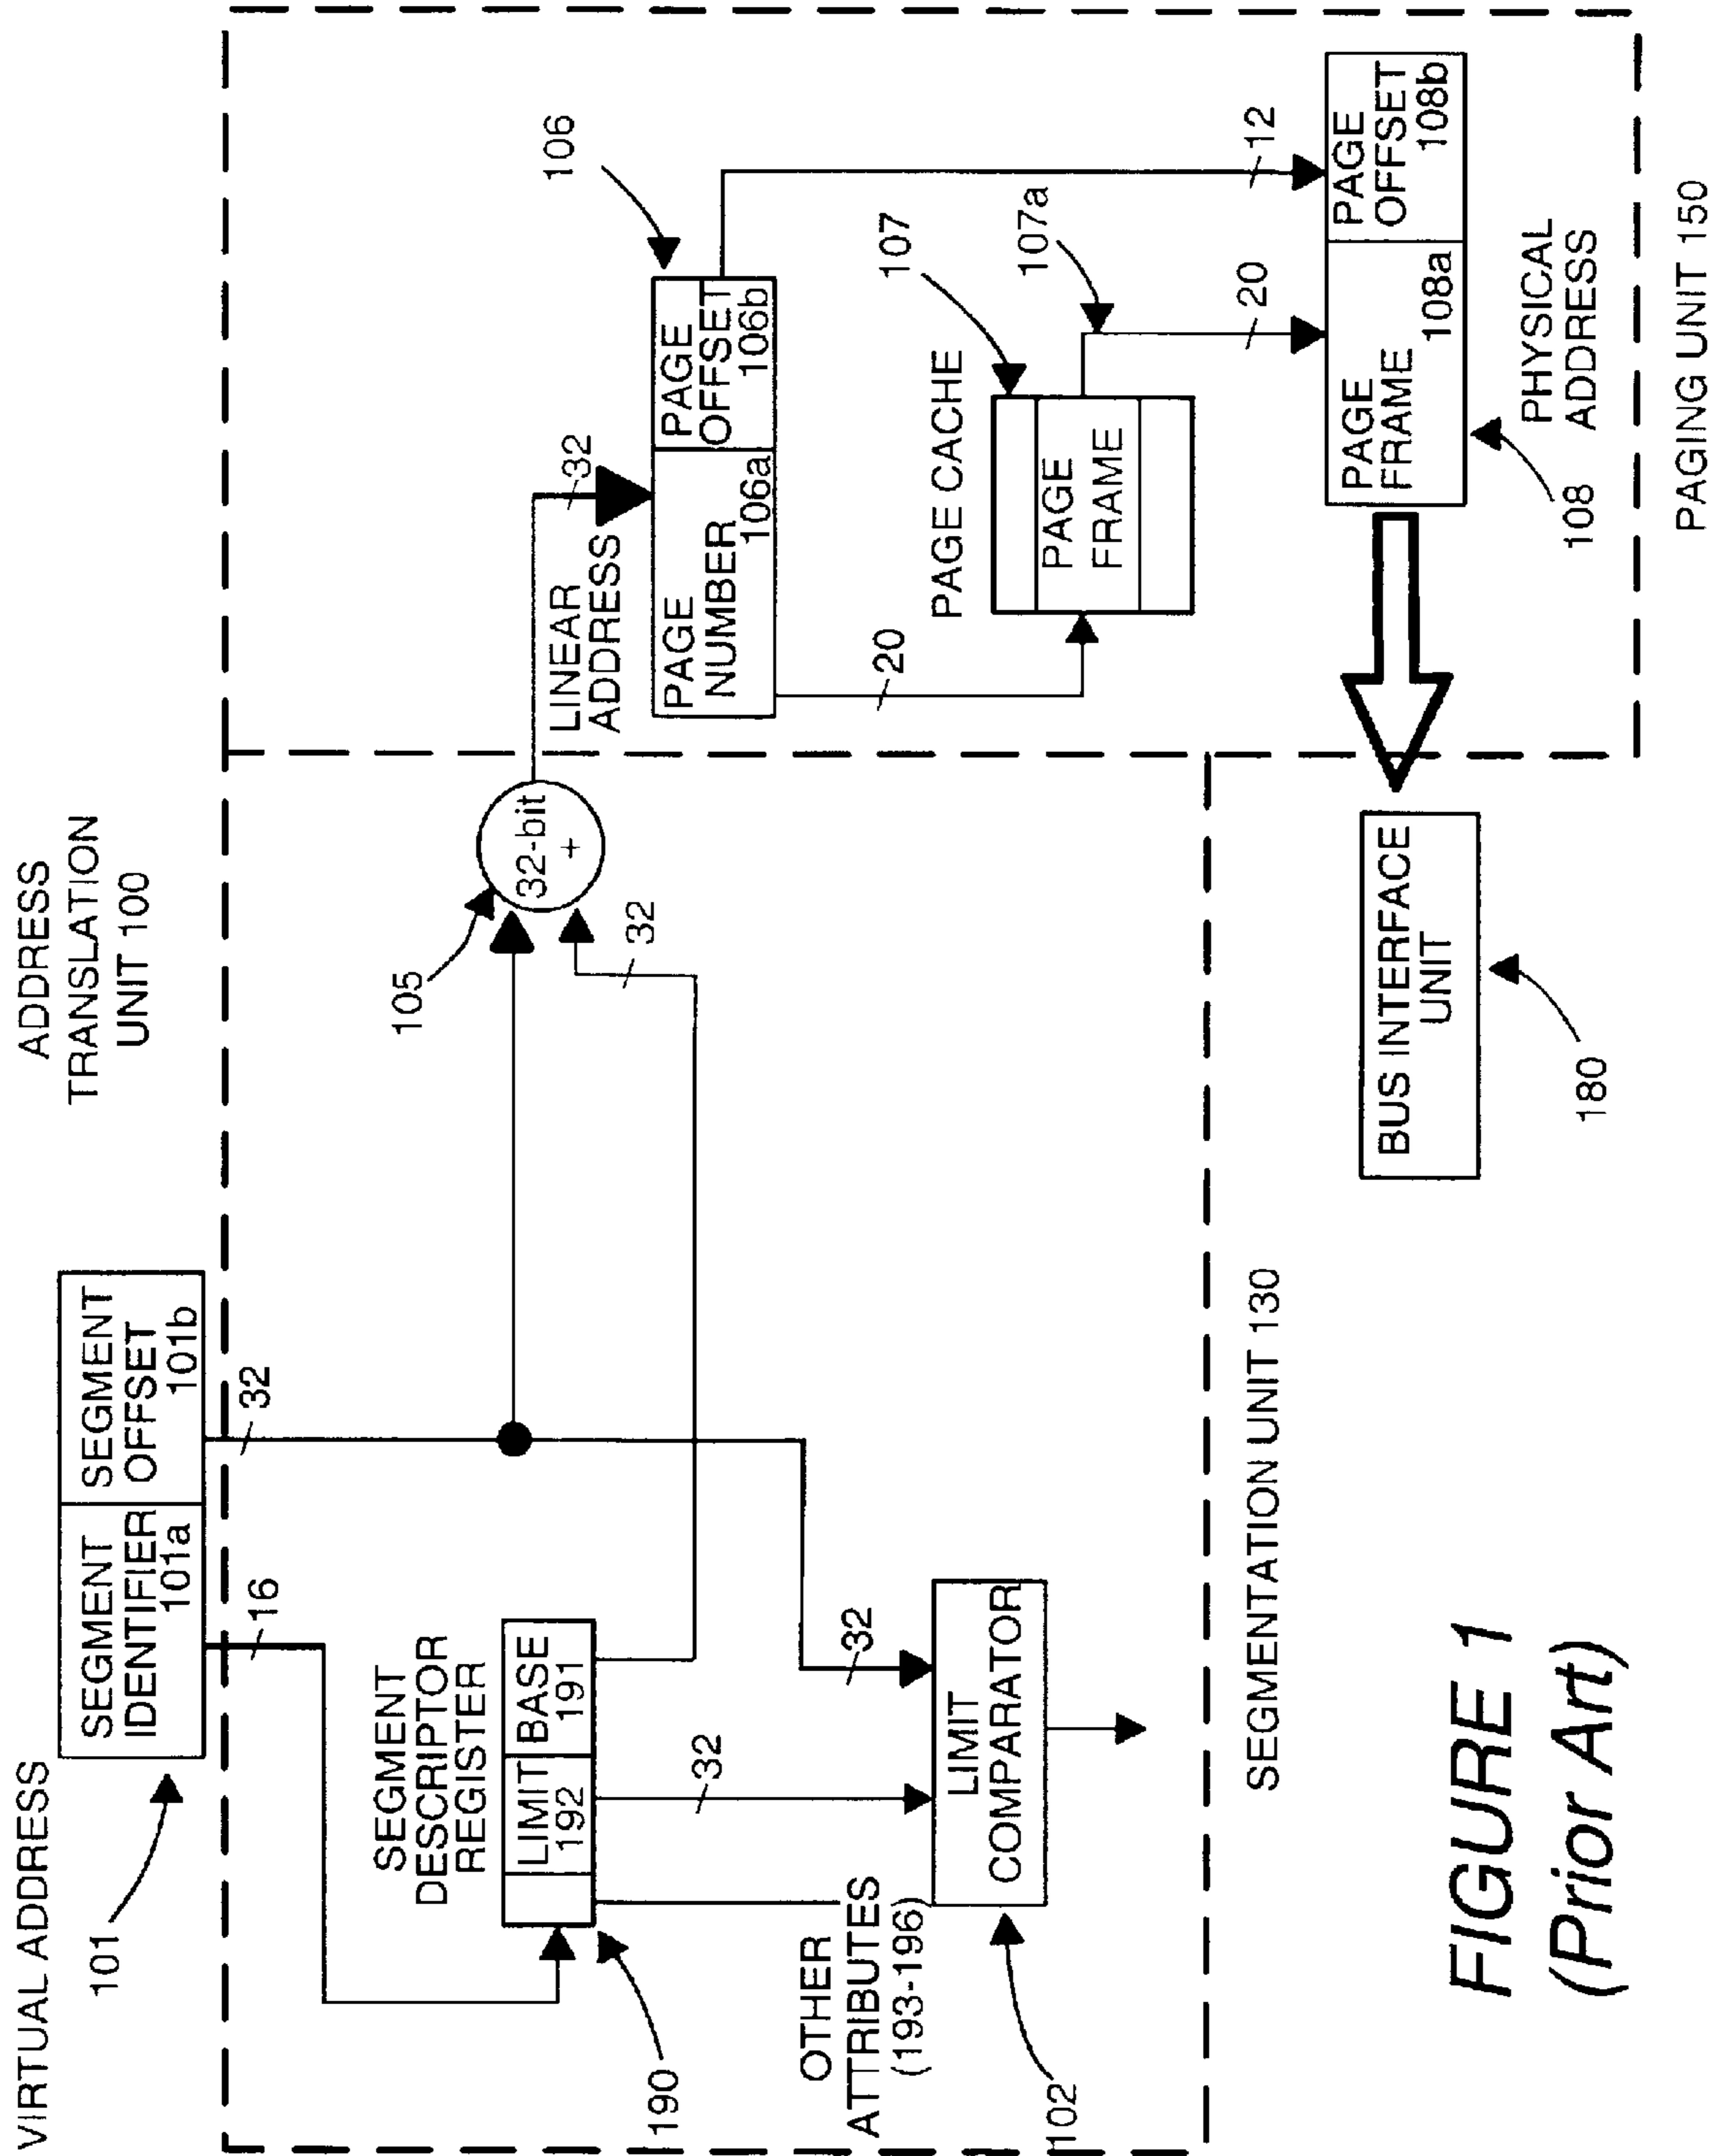 ADDRESS
TRANSLATION
UNIT 100
VIRTUAL ADDRESS
101
SEGMENT
IDENTIFIER
101a
SEGMENT
OFFSET
101b
16
32
SEGMENT
DESCRIPTOR
REGISTER
LIMIT
192
BASE
191
190
32
32
32
OTHER
ATTRIBUTES
(193-196)
LIMIT
COMPARATOR
102
105
32-bit
+
SEGMENTATION UNIT 130
LINEAR
ADDRESS
32
106
PAGE
NUMBER
106a
PAGE
OFFSET
106b
20
PAGE CACHE
107
PAGE
FRAME
107a
20
12
PAGE
FRAME
108a
PAGE
OFFSET
108b
108
PHYSICAL
ADDRESS
PAGING UNIT 150
BUS INTERFACE
UNIT
180
FIGURE 1
(Prior Art)